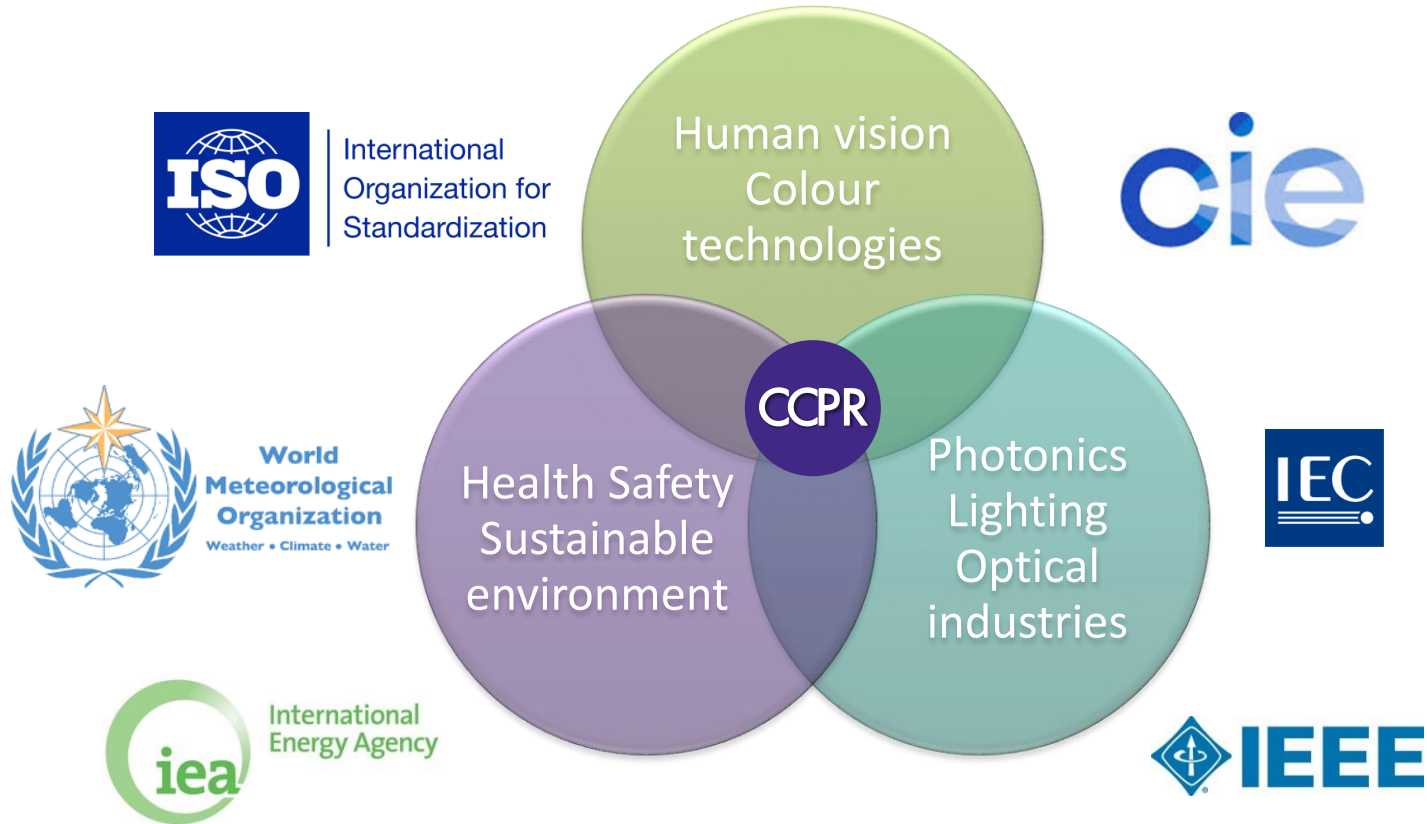 Human vision
Colour
technologies
ISO
International
Organization for
Standardization
cie
CCPR
World
Meteorological
Organization
Weather • Climate • Water
Health Safety
Sustainable
environment
Photonics
Lighting
Optical
industries
IEC
iea
International
Energy Agency
IEEE
®